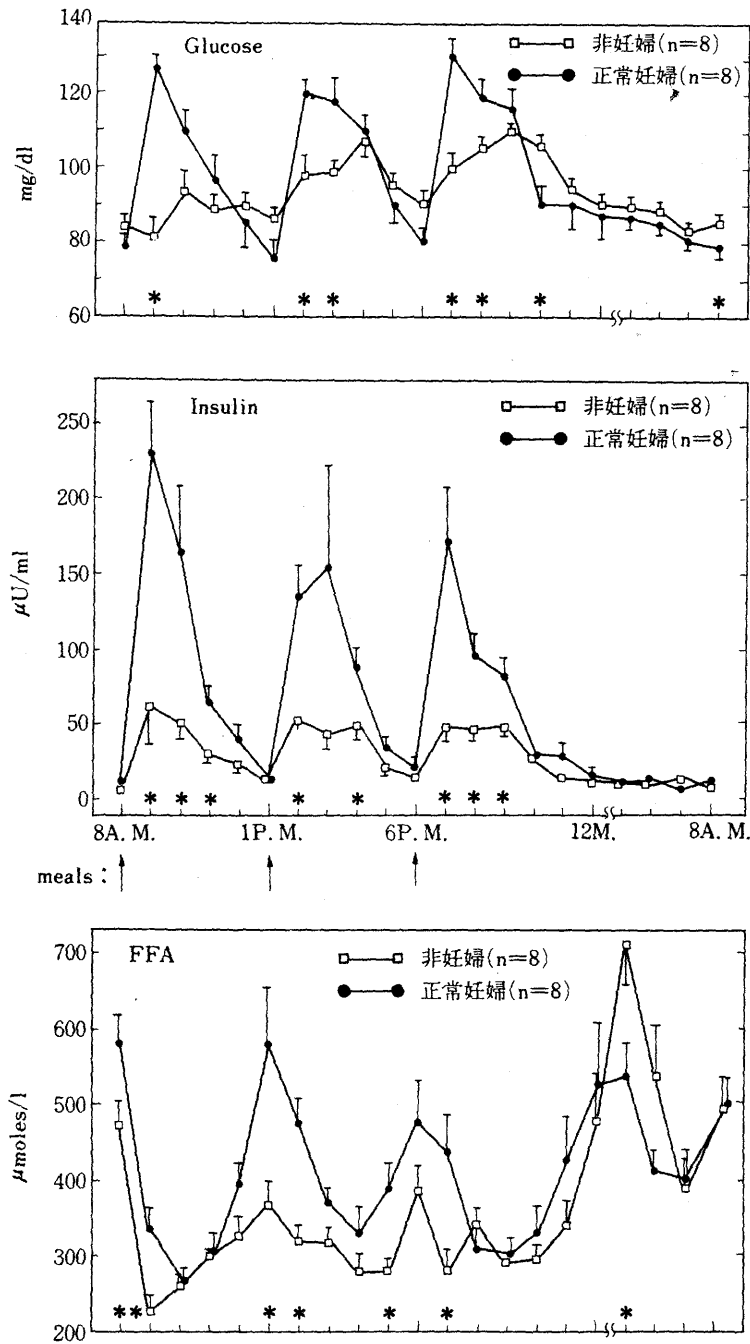 140
120
100
80
60
mg/dl
Glucose
非妊婦(n=8)
正常妊婦(n=8)
*
*
*
*
*
*
*
250
200
150
100
50
0
μU/ml
Insulin
非妊婦(n=8)
正常妊婦(n=8)
*
*
*
*
*
*
*
*
8A. M.
1P. M.
6P. M.
12M.
8A. M.
meals :
700
600
500
400
300
200
μmoles/l
FFA
非妊婦(n=8)
正常妊婦(n=8)
* *
*
*
*
*
*